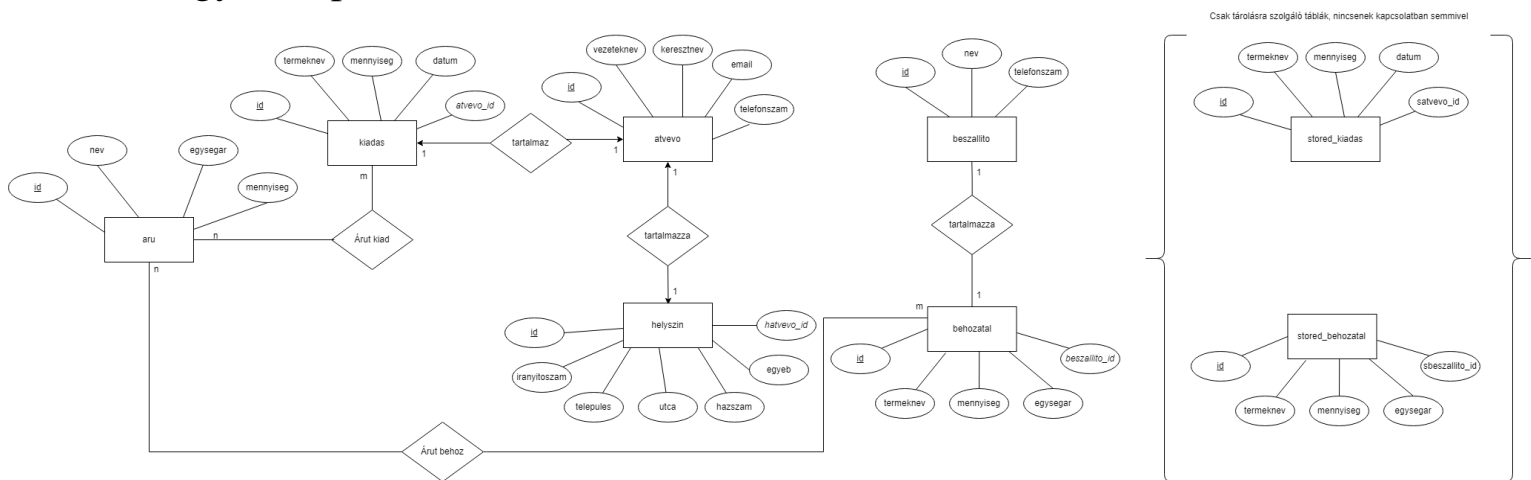 Csak tárolásra szolgáló táblák, nincsenek kapcsolatban semmivel
termeknev
mennyiseg
datum
id
atvevo_id
kiadas
1
m
tartalmaz
1
vezeteknev
keresztnev
email
id
telefonszam
atvevo
1
nev
id
telefonszam
beszallito
1
termeknev
mennyiseg
datum
id
satvevo_id
stored_kiadas
nev
egysegar
id
mennyiseg
aru
n
n
Árut kiad
tartalmazza
1
tartalmazza
1
helyszin
id
hatvevo_id
iranyitoszam
egyeb
telepules
utca
hazszam
m
behozatal
id
beszallito_id
termeknev
mennyiseg
egysegar
stored_behozatal
id
sbeszallito_id
termeknev
mennyiseg
egysegar
Árut behoz